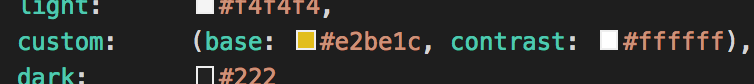 light: #f4f4f4,
custom: (base: #e2be1c, contrast: #ffffff),
dark: #222